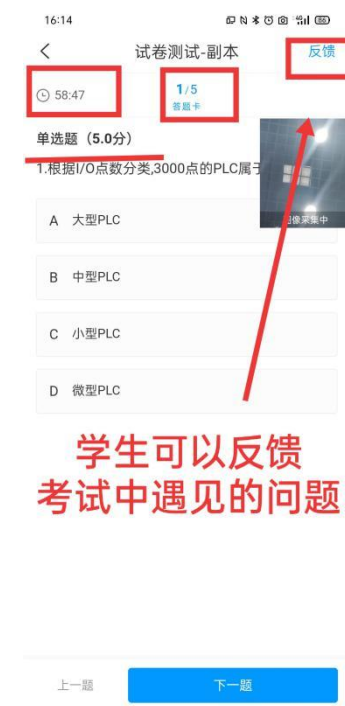 16:14
试卷测试-副本
反馈
58:47
1/5
答题卡
单选题（5.0分）
1.根据I/O点数分类,3000点的PLC属于
图像采集中
A 大型PLC
B 中型PLC
C 小型PLC
D 微型PLC
学生可以反馈
考试中遇见的问题
上一题
下一题